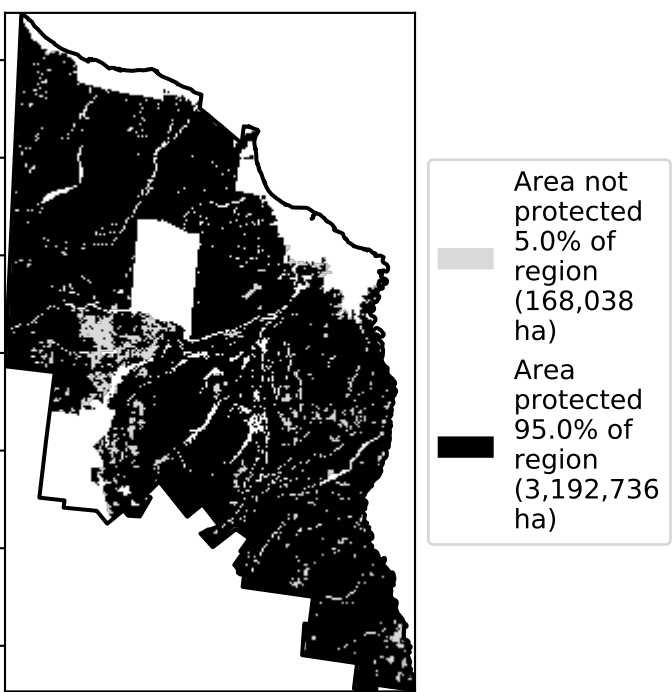 Area not
protected
5.0% of
region
(168,038
ha)
Area
protected
95.0% of
region
(3,192,736
ha)